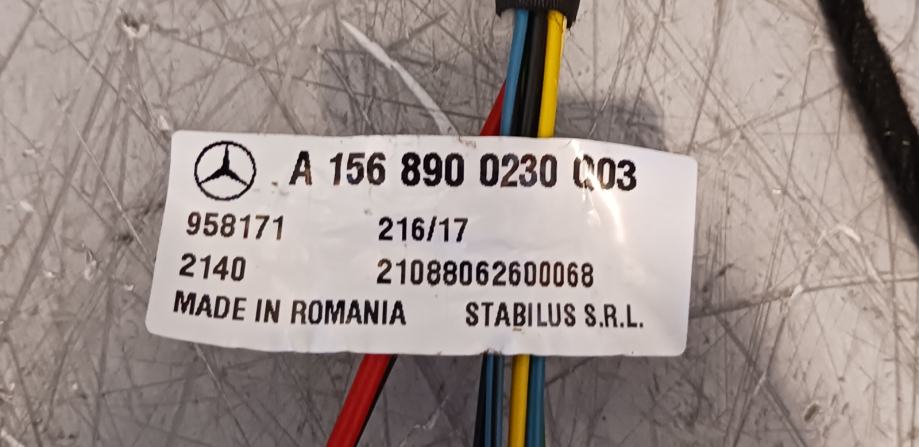 A 156 890 0230 Q03
958171 216/17
2140 21088062600068
MADE IN ROMANIA STABILUS S.R.L.